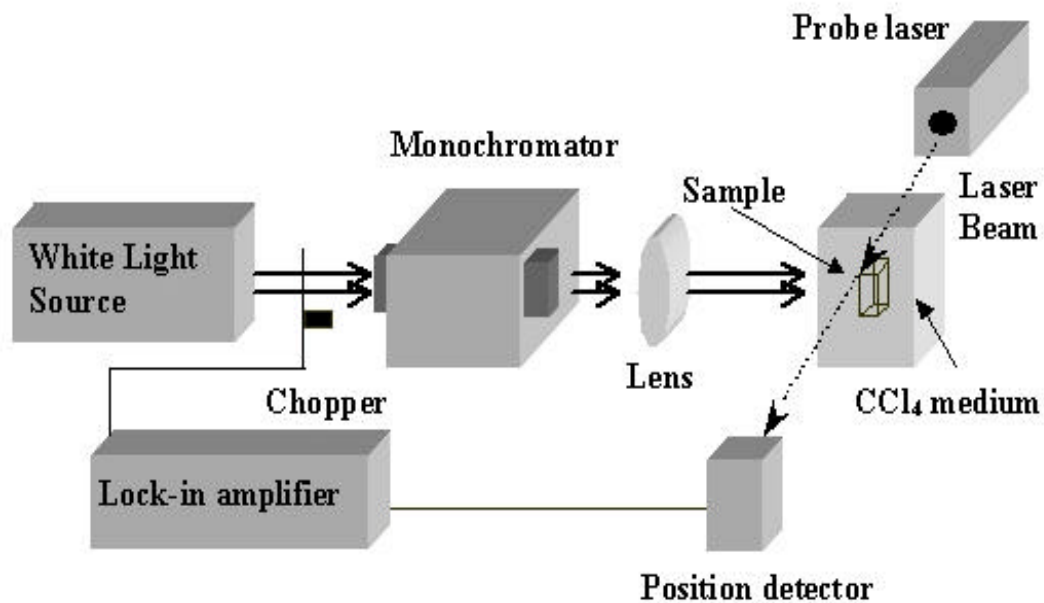 Probe laser
Monochromator
Sample
Laser
Beam
White Light
Source
Lens
Chopper
CCl₄ medium
Lock-in amplifier
Position detector